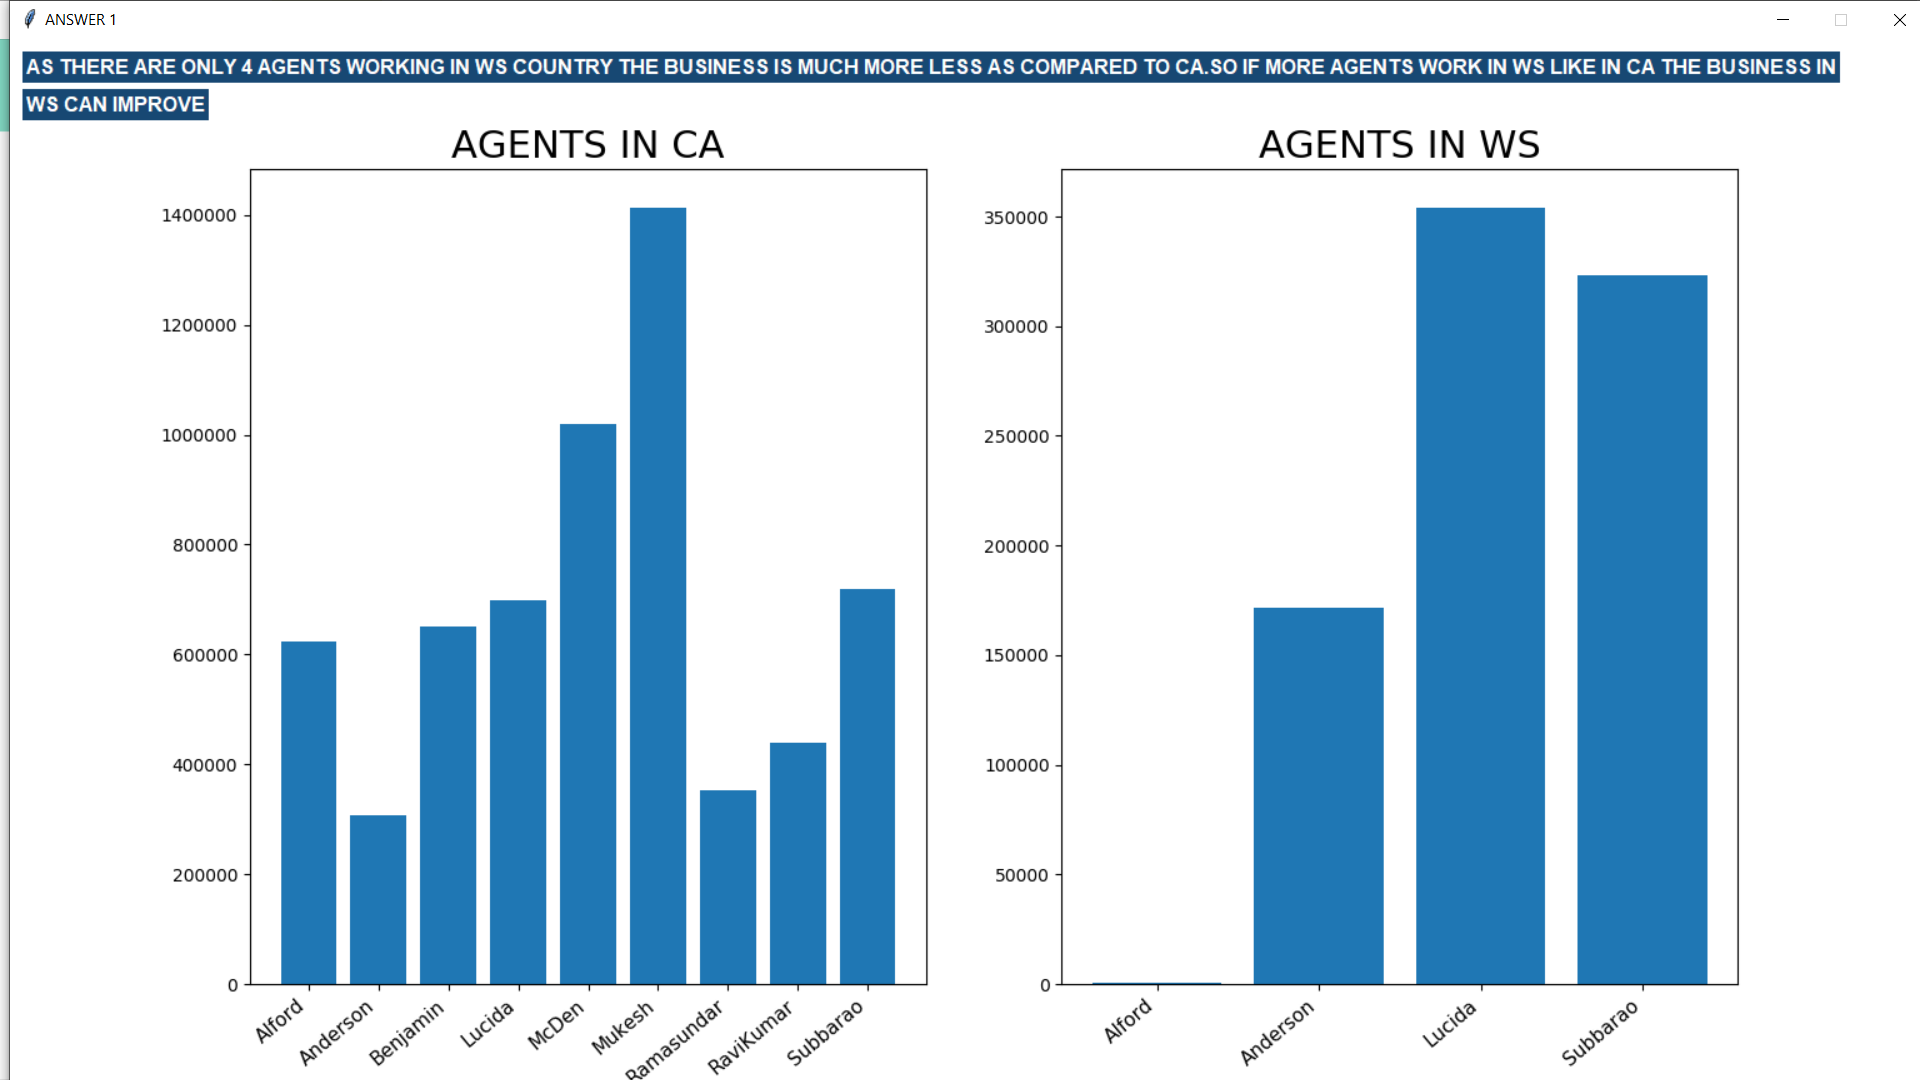 ANSWER 1
AS THERE ARE ONLY 4 AGENTS WORKING IN WS COUNTRY THE BUSINESS IS MUCH MORE LESS AS COMPARED TO CA.SO IF MORE AGENTS WORK IN WS LIKE IN CA THE BUSINESS IN
WS CAN IMPROVE
AGENTS IN CA
1400000
1200000
1000000
800000
600000
400000
200000
0
Alford
Anderson
Benjamin
Lucida
McDen
Mukesh
Ramasundar
RaviKumar
Subbarao
AGENTS IN WS
350000
300000
250000
200000
150000
100000
50000
0
Alford
Anderson
Lucida
Subbarao